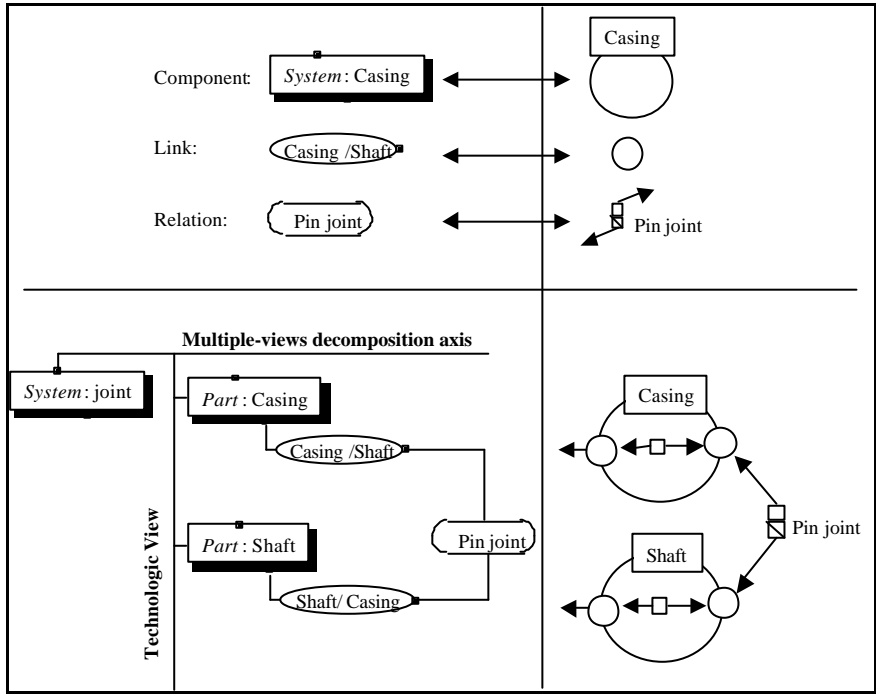 Casing
Component: System: Casing
Link: Casing /Shaft
Relation: Pin joint Pin joint
Multiple-views decomposition axis
System: joint Part : Casing Casing
Casing /Shaft
Technologic View
Part : Shaft Pin joint Pin joint
Shaft
Shaft/ Casing